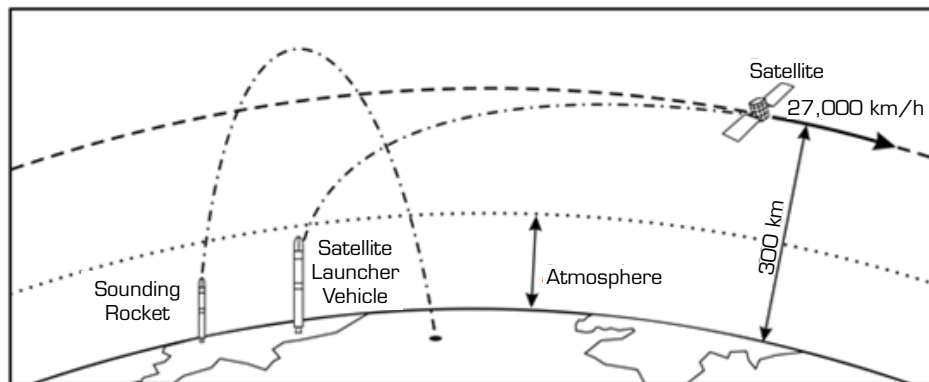 Satellite
27,000 km/h
Satellite
Launcher
Vehicle
Sounding
Rocket
Atmosphere
300 km